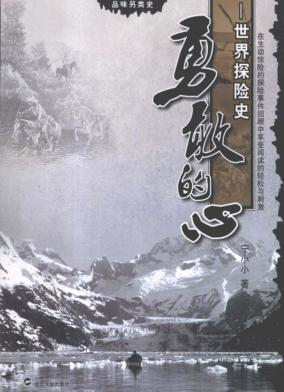 品味另类史
—世界探险史
勇敢的心
在生动惊险的探险事件回顾中享受阅读的轻松与刺激
宁小小 著